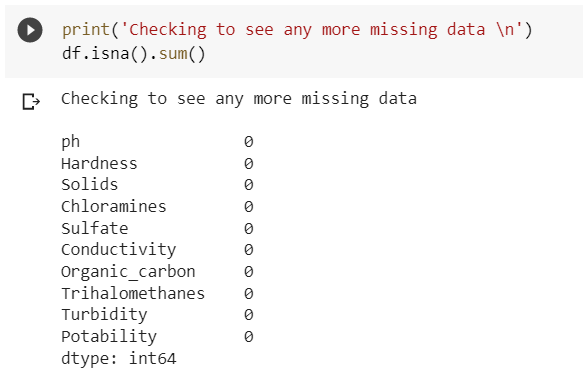 print('Checking to see any more missing data \n')
df.isna().sum()
Checking to see any more missing data
ph 0
Hardness 0
Solids 0
Chloramines 0
Sulfate 0
Conductivity 0
Organic_carbon 0
Trihalomethanes 0
Turbidity 0
Potability 0
dtype: int64